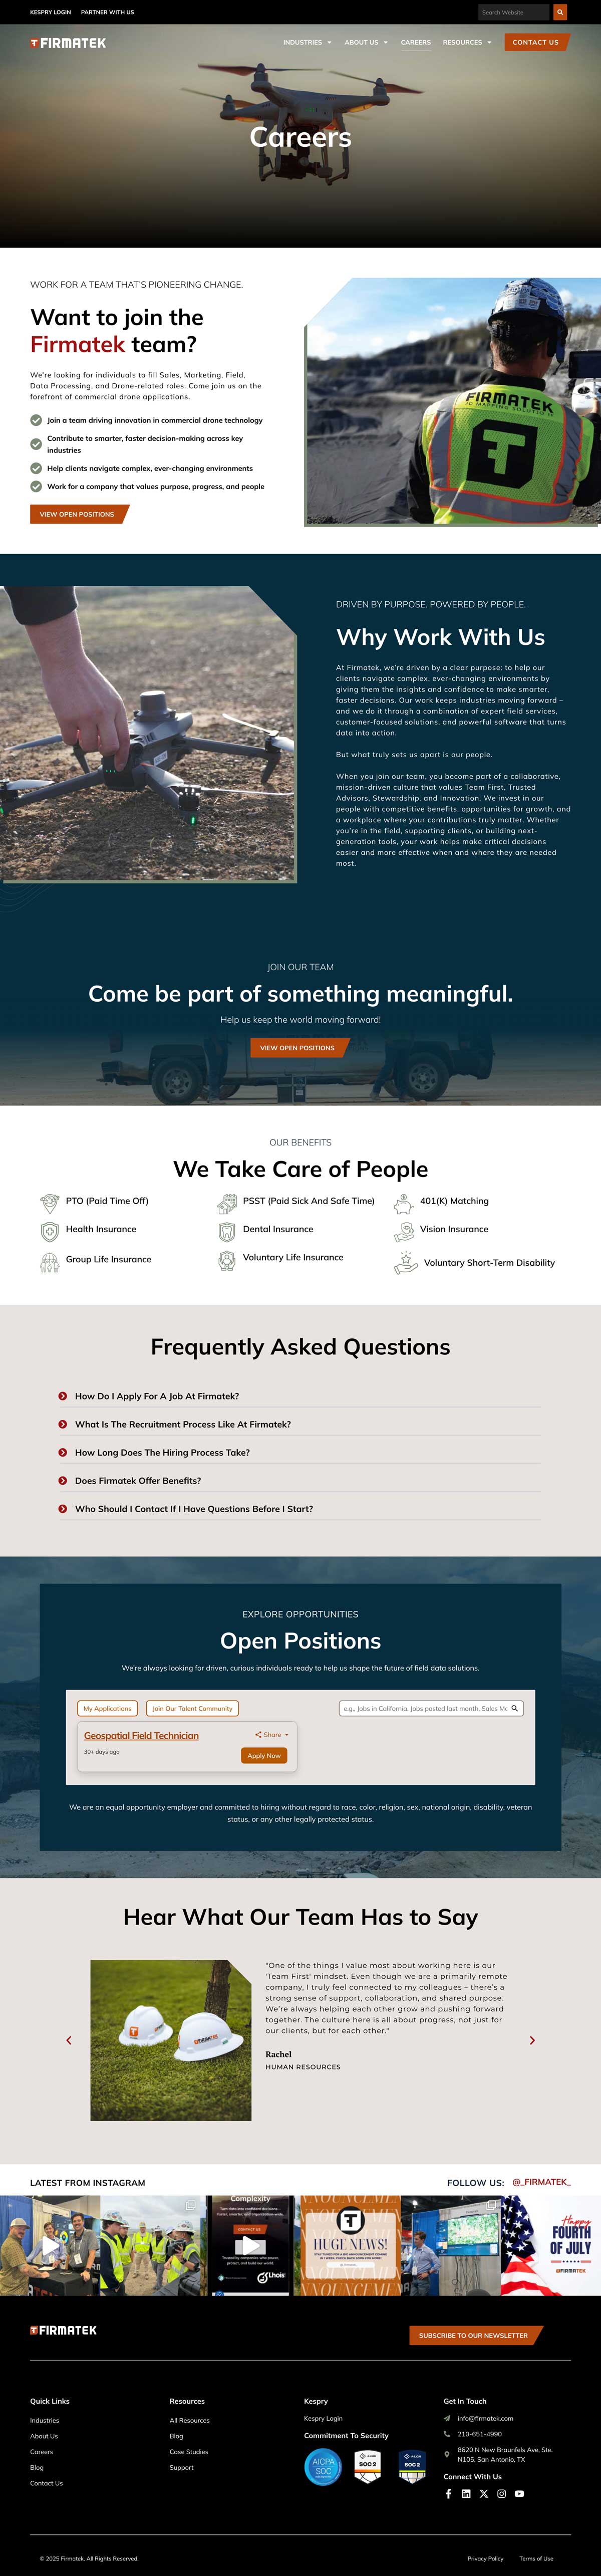 KESPRY LOGIN PARTNER WITH US
Search Website
FIRMATEK
INDUSTRIES ABOUT US CAREERS RESOURCES CONTACT US
Careers
WORK FOR A TEAM THAT'S PIONEERING CHANGE.
Want to join the
Firmatek team?
We're looking for individuals to fill Sales, Marketing, Field,
Data Processing, and Drone-related roles. Come join us on the
forefront of commercial drone applications.
Join a team driving innovation in commercial drone technology
Contribute to smarter, faster decision-making across key
industries
Help clients navigate complex, ever-changing environments
Work for a company that values purpose, progress, and people
VIEW OPEN POSITIONS
FIRMATEK
3D MAPPING SOLUTIONS
DRIVEN BY PURPOSE. POWERED BY PEOPLE.
Why Work With Us
At Firmatek, we're driven by a clear purpose: to help our
clients navigate complex, ever-changing environments by
giving them the insights and confidence to make smarter,
faster decisions. Our work keeps industries moving forward –
and we do it through a combination of expert field services,
customer-focused solutions, and powerful software that turns
data into action.
But what truly sets us apart is our people.
When you join our team, you become part of a collaborative,
mission-driven culture that values Team First, Trusted
Advisors, Stewardship, and Innovation. We invest in our
people with competitive benefits, opportunities for growth, and
a workplace where your contributions truly matter. Whether
you're in the field, supporting clients, or building next-
generation tools, your work helps make critical decisions
easier and more effective when and where they are needed
most.
JOIN OUR TEAM
Come be part of something meaningful.
Help us keep the world moving forward!
VIEW OPEN POSITIONS
OUR BENEFITS
We Take Care of People
PTO (Paid Time Off)
PSST (Paid Sick And Safe Time)
401(K) Matching
Health Insurance
Dental Insurance
Vision Insurance
Group Life Insurance
Voluntary Life Insurance
Voluntary Short-Term Disability
Frequently Asked Questions
How Do I Apply For A Job At Firmatek?
What Is The Recruitment Process Like At Firmatek?
How Long Does The Hiring Process Take?
Does Firmatek Offer Benefits?
Who Should I Contact If I Have Questions Before I Start?
EXPLORE OPPORTUNITIES
Open Positions
We're always looking for driven, curious individuals ready to help us shape the future of field data solutions.
My Applications Join Our Talent Community
e.g., Jobs in California, Jobs posted last month, Sales Mc
Geospatial Field Technician
Share
30+ days ago
Apply Now
We are an equal opportunity employer and committed to hiring without regard to race, color, religion, sex, national origin, disability, veteran
status, or any other legally protected status.
Hear What Our Team Has to Say
"One of the things I value most about working here is our
'Team First' mindset. Even though we are a primarily remote
company, I truly feel connected to my colleagues – there's a
strong sense of support, collaboration, and shared purpose.
We're always helping each other grow and pushing forward
together. The culture here is all about progress, not just for
our clients, but for each other."
Rachel
HUMAN RESOURCES
LATEST FROM INSTAGRAM
FOLLOW US: @_FIRMATEK_
Complexity
CONTACT US
Lhoist
HUGE NEWS!
Happy
FOURTH
OF JULY
FIRMATEK
FIRMATEK
SUBSCRIBE TO OUR NEWSLETTER
Quick Links
Industries
About Us
Careers
Blog
Contact Us
Resources
All Resources
Blog
Case Studies
Support
Kespry
Kespry Login
Commitment To Security
AICPA
SOC
SOC 2
SOC 2
Get In Touch
info@firmatek.com
210-651-4990
8620 N New Braunfels Ave, Ste.
N105, San Antonio, TX
Connect With Us
© 2025 Firmatek. All Rights Reserved.
Privacy Policy Terms of Use